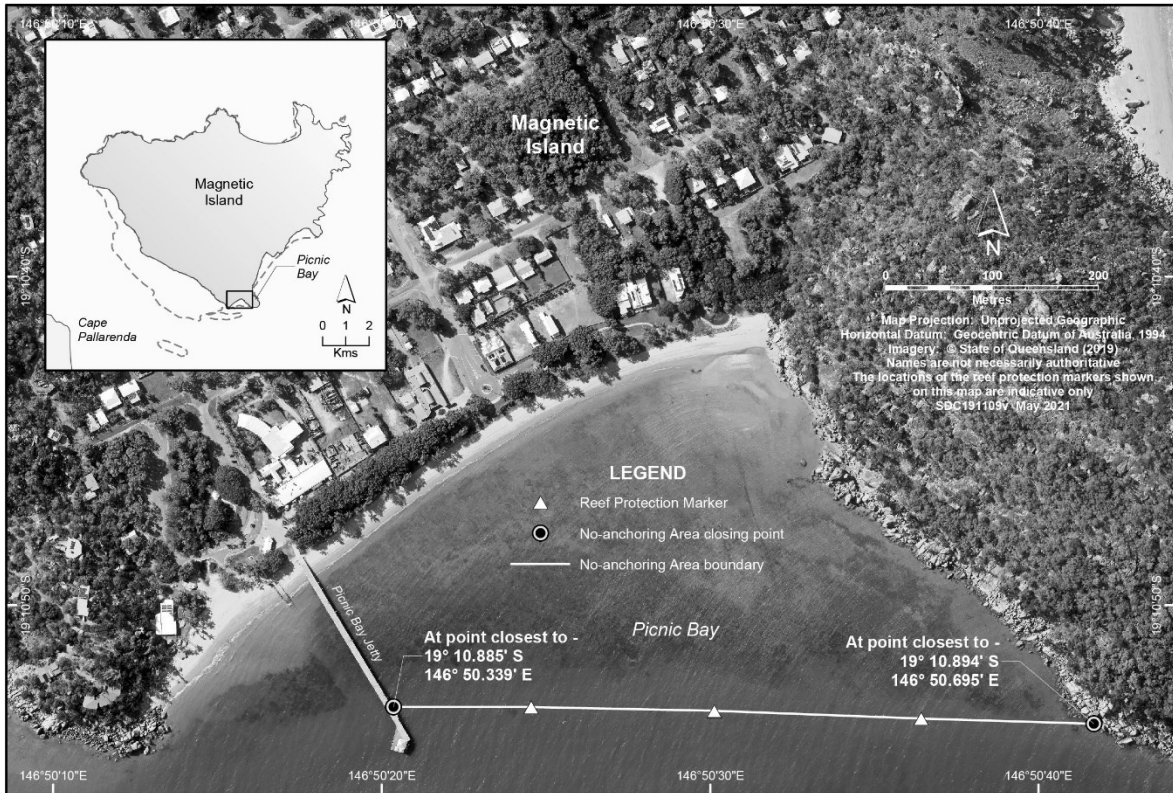 146°50'10"E
146°50'20"E
146°50'30"E
146°50'40"E
Magnetic
Island
Picnic
Bay
Cape
Pallarenda
N
0 1 2
Kms
Magnetic
Island
N
0 100 200
Metres
Map Projection: Unprojected Geographic
Horizontal Datum: Geocentric Datum of Australia, 1994
Imagery: © State of Queensland (2019)
Names are not necessarily authoritative
The locations of the reef protection markers shown
on this map are indicative only
SDC191109v May 2021
19°10'40"S
19°10'40"S
LEGEND
Reef Protection Marker
No-anchoring Area closing point
No-anchoring Area boundary
19°10'50"S
19°10'50"S
Picnic Bay Jetty
Picnic Bay
At point closest to -
19° 10.885' S
146° 50.339' E
At point closest to -
19° 10.894' S
146° 50.695' E
146°50'10"E
146°50'20"E
146°50'30"E
146°50'40"E